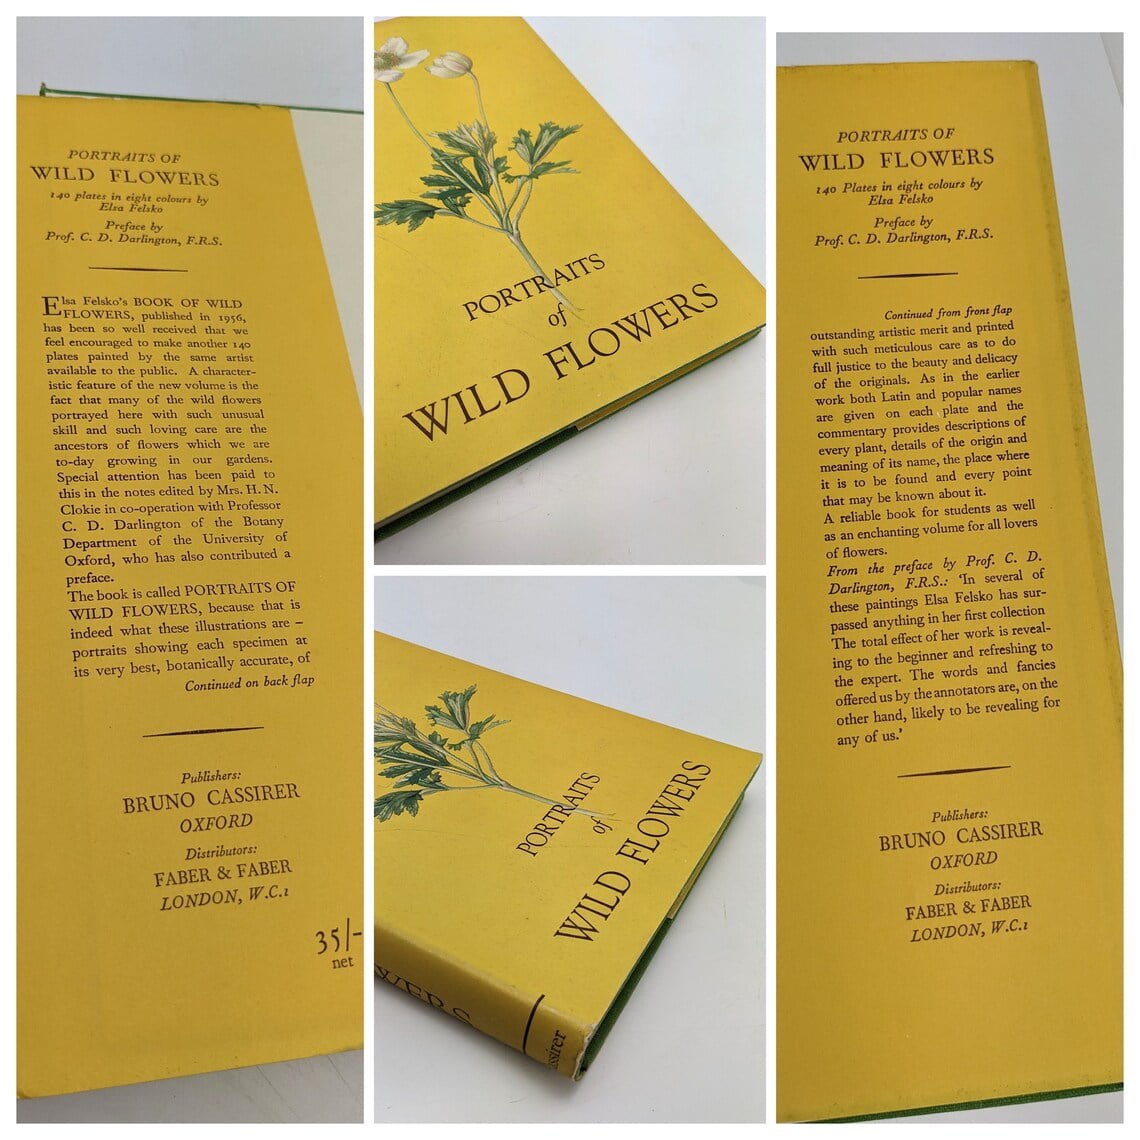 PORTRAITS OF
WILD FLOWERS
140 plates in eight colours by
Elsa Felsko
Preface by
Prof. C. D. Darlington, F.R.S.
Elsa Felsko's BOOK OF WILD
FLOWERS, published in 1956,
has been so well received that we
feel encouraged to make another 140
plates painted by the same artist
available to the public. A character-
istic feature of the new volume is the
fact that many of the wild flowers
portrayed here with such unusual
skill and such loving care are the
ancestors of flowers which we are
to-day growing in our gardens.
Special attention has been paid to
this in the notes edited by Mrs. H.N.
Clokie in co-operation with Professor
C. D. Darlington of the Botany
Department of the University of
Oxford, who has also contributed a
preface.
The book is called PORTRAITS OF
WILD FLOWERS, because that is
indeed what these illustrations are –
portraits showing each specimen at
its very best, botanically accurate, of
Continued on back flap
Publishers:
BRUNO CASSIRER
OXFORD
Distributors:
FABER & FABER
LONDON, W.C.1
35/-
net
PORTRAITS
of
WILD FLOWERS
PORTRAITS
of
WILD FLOWERS
WERS
ssirer
PORTRAITS OF
WILD FLOWERS
140 Plates in eight colours by
Elsa Felsko
Preface by
Prof. C. D. Darlington, F.R.S.
Continued from front flap
outstanding artistic merit and printed
with such meticulous care as to do
full justice to the beauty and delicacy
of the originals. As in the earlier
work both Latin and popular names
are given on each plate and the
commentary provides descriptions of
every plant, details of the origin and
meaning of its name, the place where
it is to be found and every point
that may be known about it.
A reliable book for students as well
as an enchanting volume for all lovers
of flowers.
From the preface by Prof. C. D.
Darlington, F.R.S.: 'In several of
these paintings Elsa Felsko has sur-
passed anything in her first collection
The total effect of her work is reveal-
ing to the beginner and refreshing to
the expert. The words and fancies
offered us by the annotators are, on the
other hand, likely to be revealing for
any of us.'
Publishers:
BRUNO CASSIRER
OXFORD
Distributors:
FABER & FABER
LONDON, W.C.1